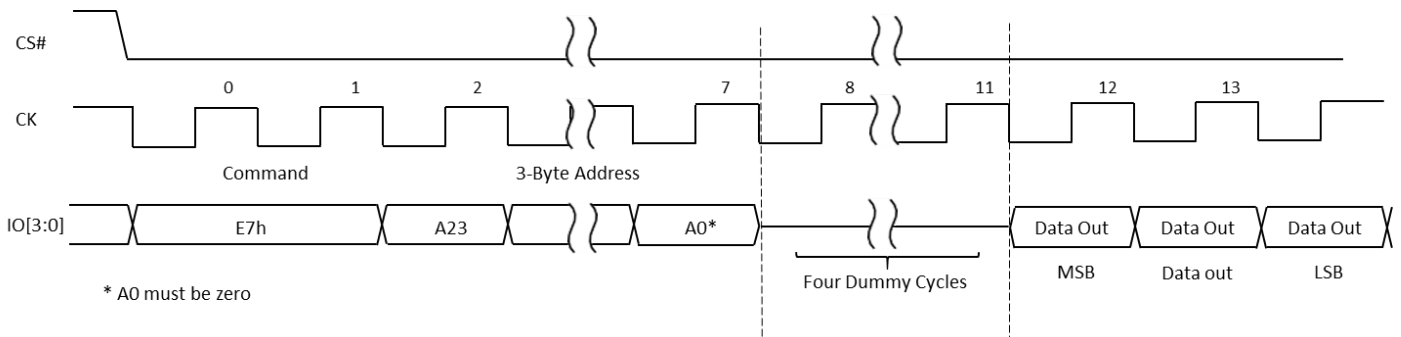 CS#
0 1 2 7 8 11 12 13
CK
Command 3-Byte Address
IO[3:0] E7h A23 A0* Data Out Data Out Data Out
Four Dummy Cycles MSB Data out LSB
* A0 must be zero